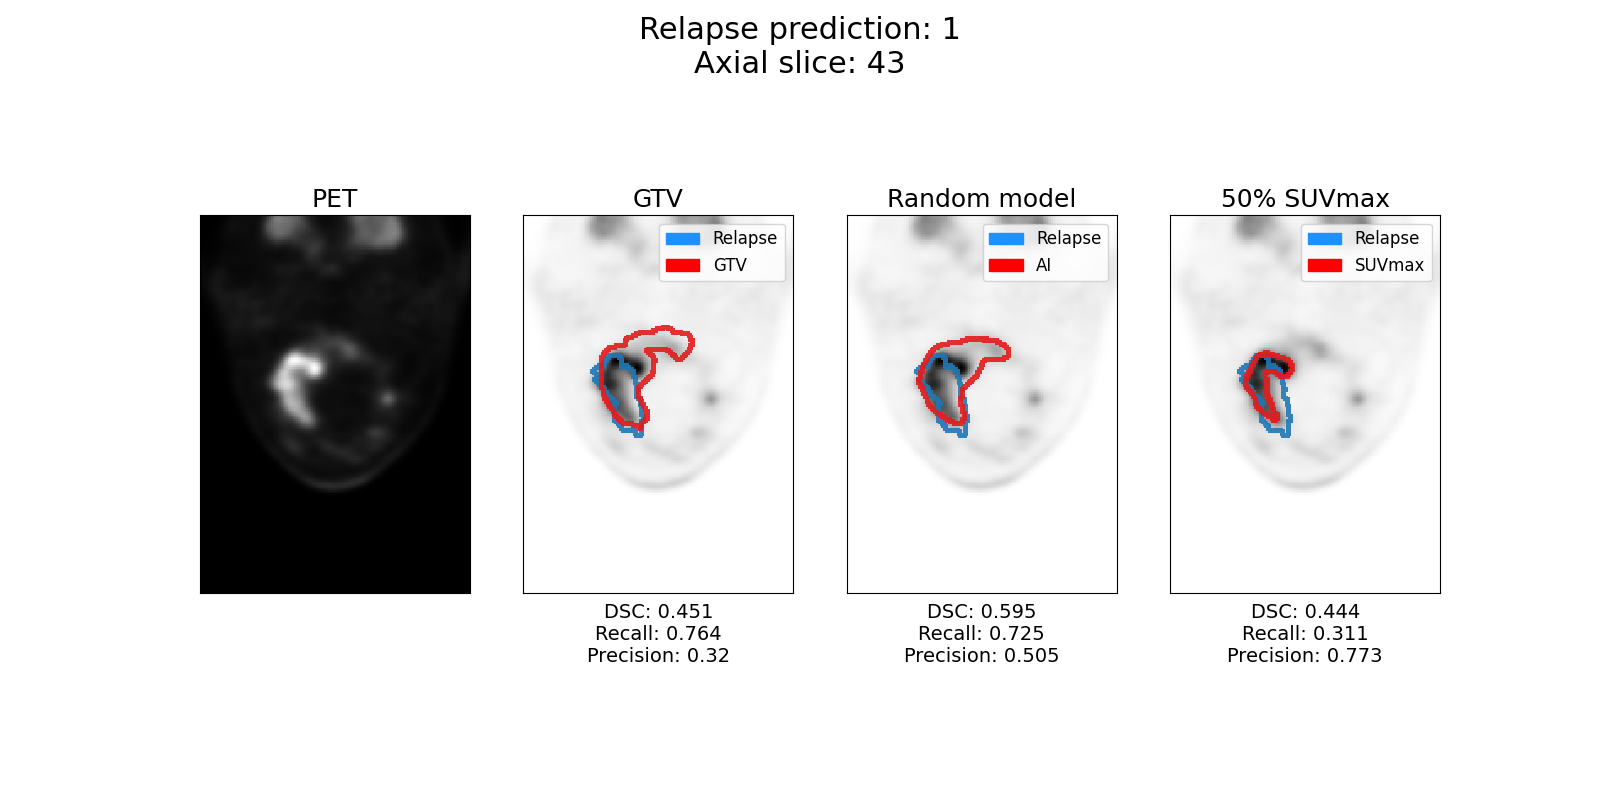 Relapse prediction: 1
Axial slice: 43
PET
GTV
Random model
50% SUVmax
Relapse
GTV
Relapse
AI
Relapse
SUVmax
DSC: 0.451
Recall: 0.764
Precision: 0.32
DSC: 0.595
Recall: 0.725
Precision: 0.505
DSC: 0.444
Recall: 0.311
Precision: 0.773